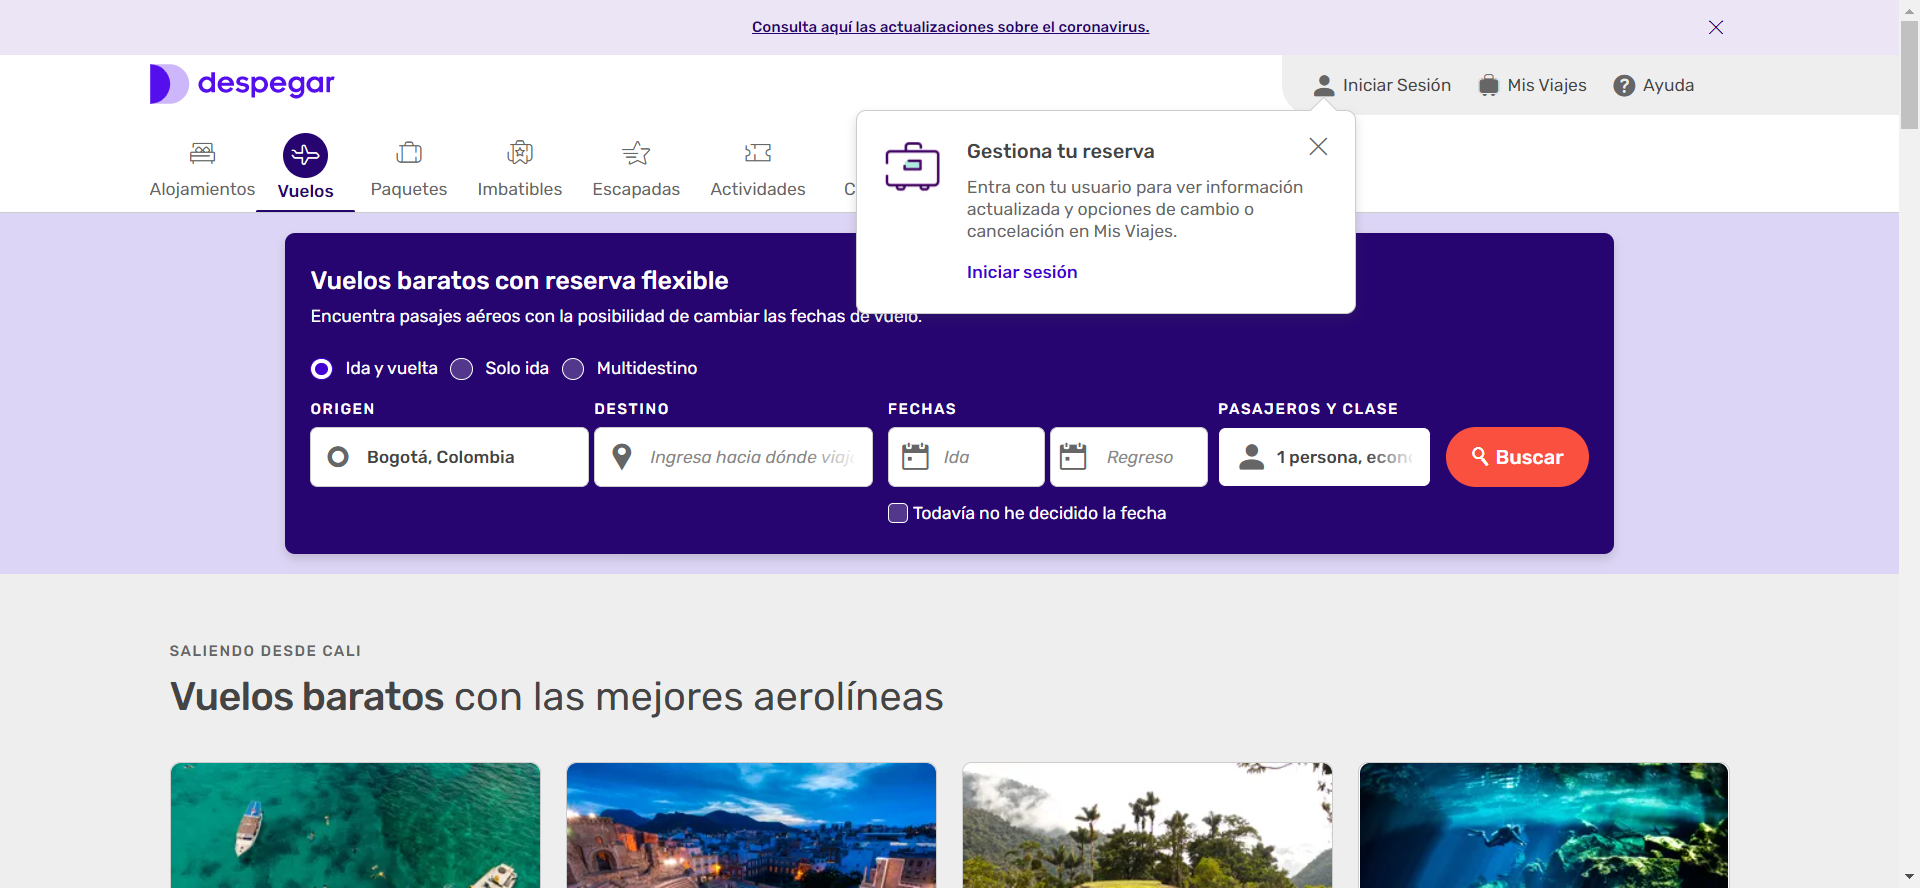 Consulta aquí las actualizaciones sobre el coronavirus.
despegar
Iniciar Sesión
Mis Viajes
Ayuda
Alojamientos
Vuelos
Paquetes
Imbatibles
Escapadas
Actividades
C
Gestiona tu reserva
Entra con tu usuario para ver información
actualizada y opciones de cambio o
cancelación en Mis Viajes.
Iniciar sesión
Vuelos baratos con reserva flexible
Encuentra pasajes aéreos con la posibilidad de cambiar las fechas de vuelo.
Ida y vuelta
Solo ida
Multidestino
ORIGEN
DESTINO
FECHAS
PASAJEROS Y CLASE
Bogotá, Colombia
Ingresa hacia dónde viaj
Ida
Regreso
1 persona, econ
Buscar
Todavía no he decidido la fecha
SALIENDO DESDE CALI
Vuelos baratos con las mejores aerolíneas